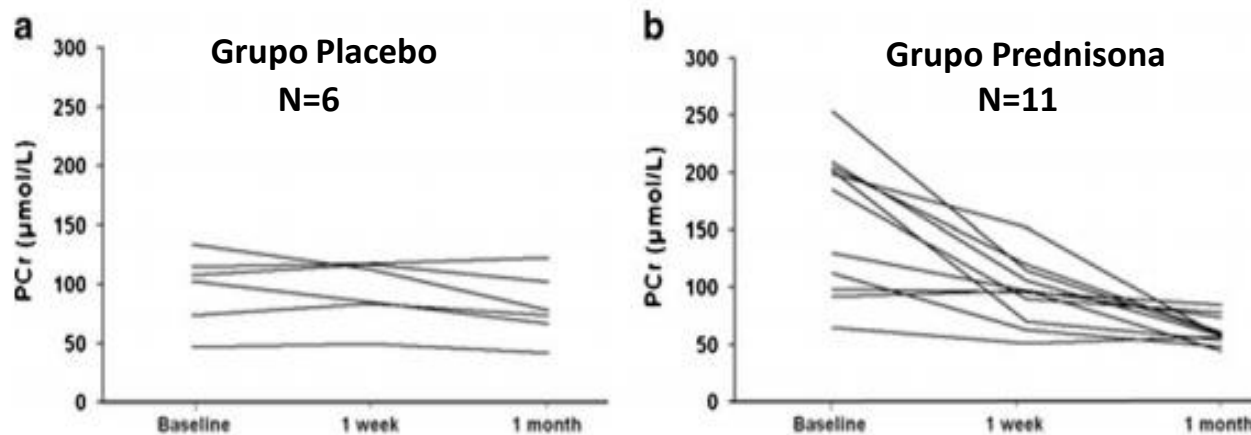 a
Grupo Placebo
N=6
PCr (µmol/L)
300
250
200
150
100
50
0
Baseline
1 week
1 month
b
Grupo Prednisona
N=11
PCr (µmol/L)
300
250
200
150
100
50
0
Baseline
1 week
1 month